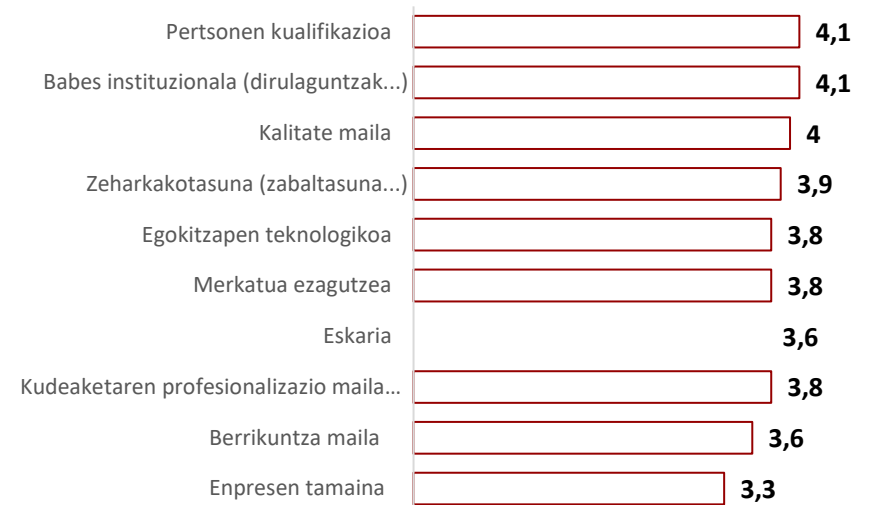 Pertsonen kualifikazioa 4,1
Babes instituzionala (dirulaguntzak...) 4,1
Kalitate maila 4
Zeharkakotasuna (zabaltasuna...) 3,9
Egokitzapen teknologikoa 3,8
Merkatua ezagutzea 3,8
Eskaria 3,6
Kudeaketaren profesionalizazio maila… 3,8
Berrikuntza maila 3,6
Enpresen tamaina 3,3